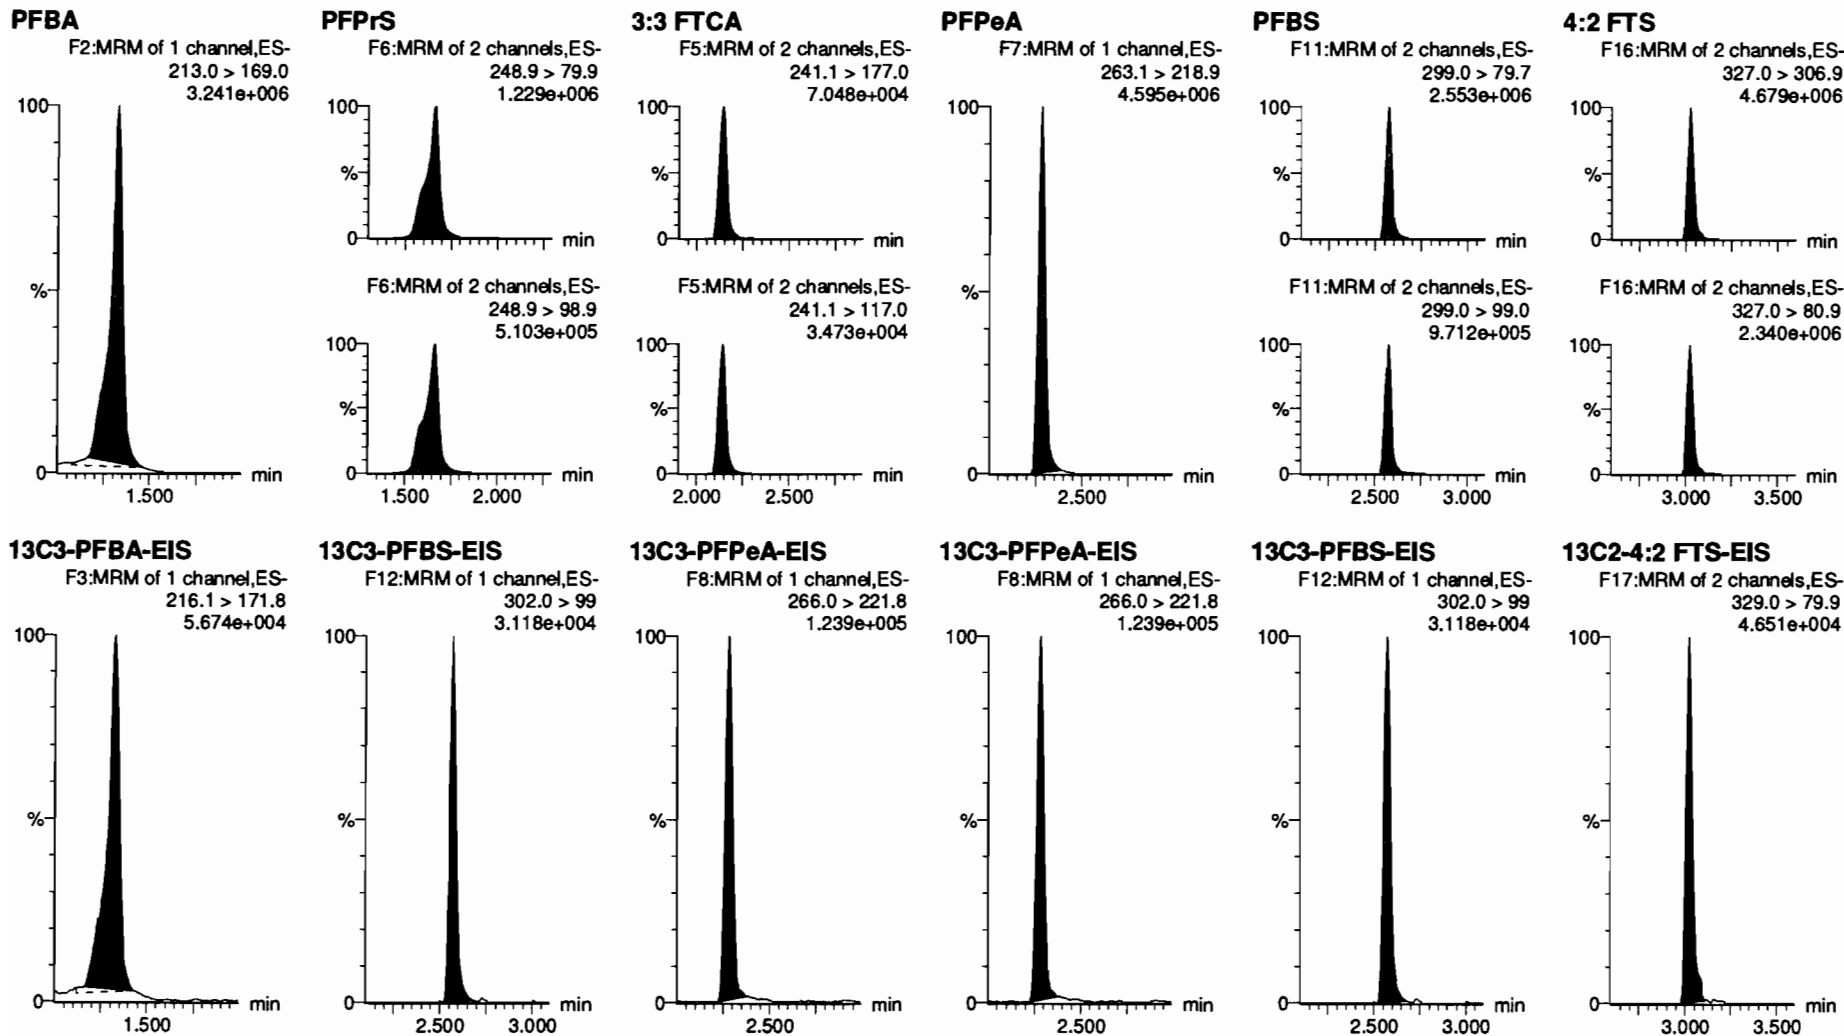 PFBA
F2:MRM of 1 channel,ES-
213.0 > 169.0
3.241e+006
100
%
0
min
1.500
PFPrS
F6:MRM of 2 channels,ES-
248.9 > 79.9
1.229e+006
100
%
0
min
F6:MRM of 2 channels,ES-
248.9 > 98.9
5.103e+005
100
%
0
min
1.500 2.000
3:3 FTCA
F5:MRM of 2 channels,ES-
241.1 > 177.0
7.048e+004
100
%
0
min
F5:MRM of 2 channels,ES-
241.1 > 117.0
3.473e+004
100
%
0
min
2.000 2.500
PFPeA
F7:MRM of 1 channel,ES-
263.1 > 218.9
4.595e+006
100
%
0
min
2.500
PFBS
F11:MRM of 2 channels,ES-
299.0 > 79.7
2.553e+006
100
%
0
min
F11:MRM of 2 channels,ES-
299.0 > 99.0
9.712e+005
100
%
0
min
2.500 3.000
4:2 FTS
F16:MRM of 2 channels,ES-
327.0 > 306.9
4.679e+006
100
%
0
min
F16:MRM of 2 channels,ES-
327.0 > 80.9
2.340e+006
100
%
0
min
3.000 3.500
13C3-PFBA-EIS
F3:MRM of 1 channel,ES-
216.1 > 171.8
5.674e+004
100
%
0
min
1.500
13C3-PFBS-EIS
F12:MRM of 1 channel,ES-
302.0 > 99
3.118e+004
100
%
0
min
2.500 3.000
13C3-PFPeA-EIS
F8:MRM of 1 channel,ES-
266.0 > 221.8
1.239e+005
100
%
0
min
2.500
13C3-PFPeA-EIS
F8:MRM of 1 channel,ES-
266.0 > 221.8
1.239e+005
100
%
0
min
2.500
13C3-PFBS-EIS
F12:MRM of 1 channel,ES-
302.0 > 99
3.118e+004
100
%
0
min
2.500 3.000
13C2-4:2 FTS-EIS
F17:MRM of 2 channels,ES-
329.0 > 79.9
4.651e+004
100
%
0
min
3.000 3.500